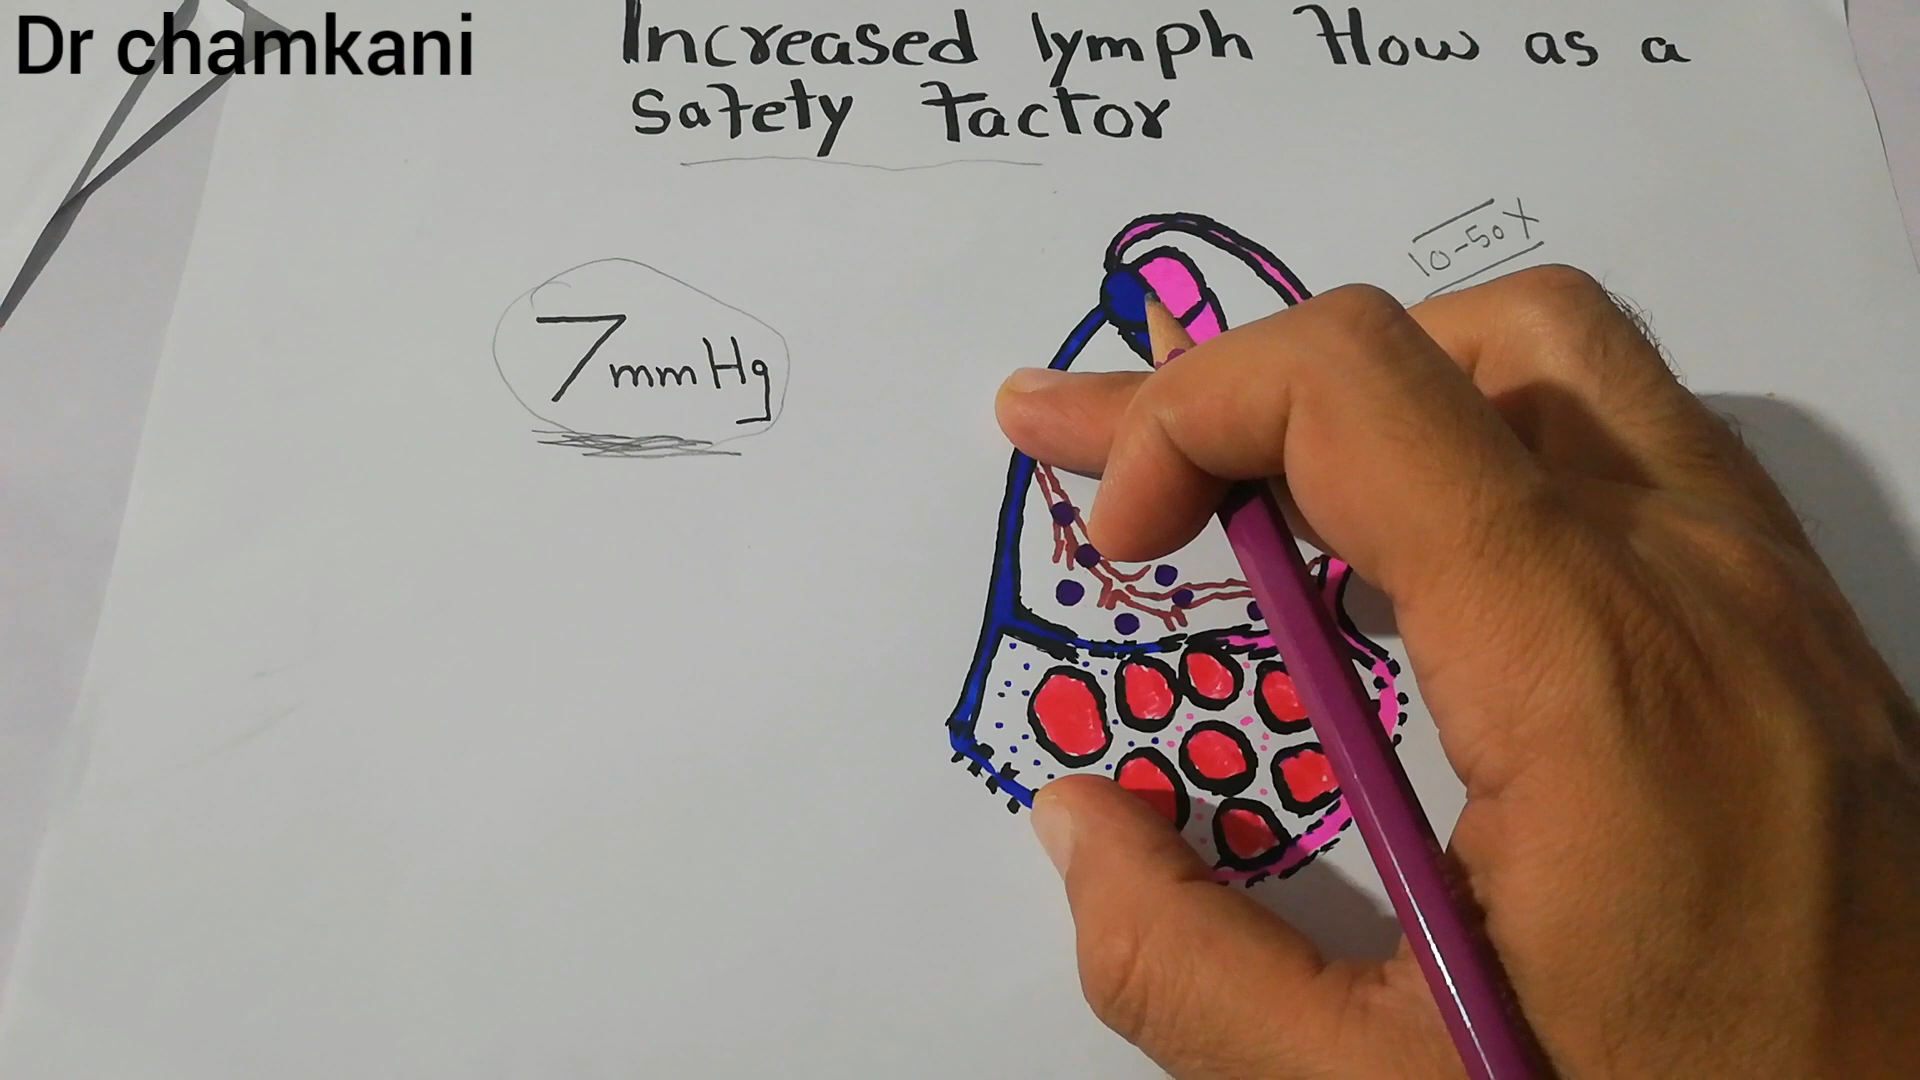 Dr chamkani
Increased lymph flow as a
safety factor
10-50X
7mmHg